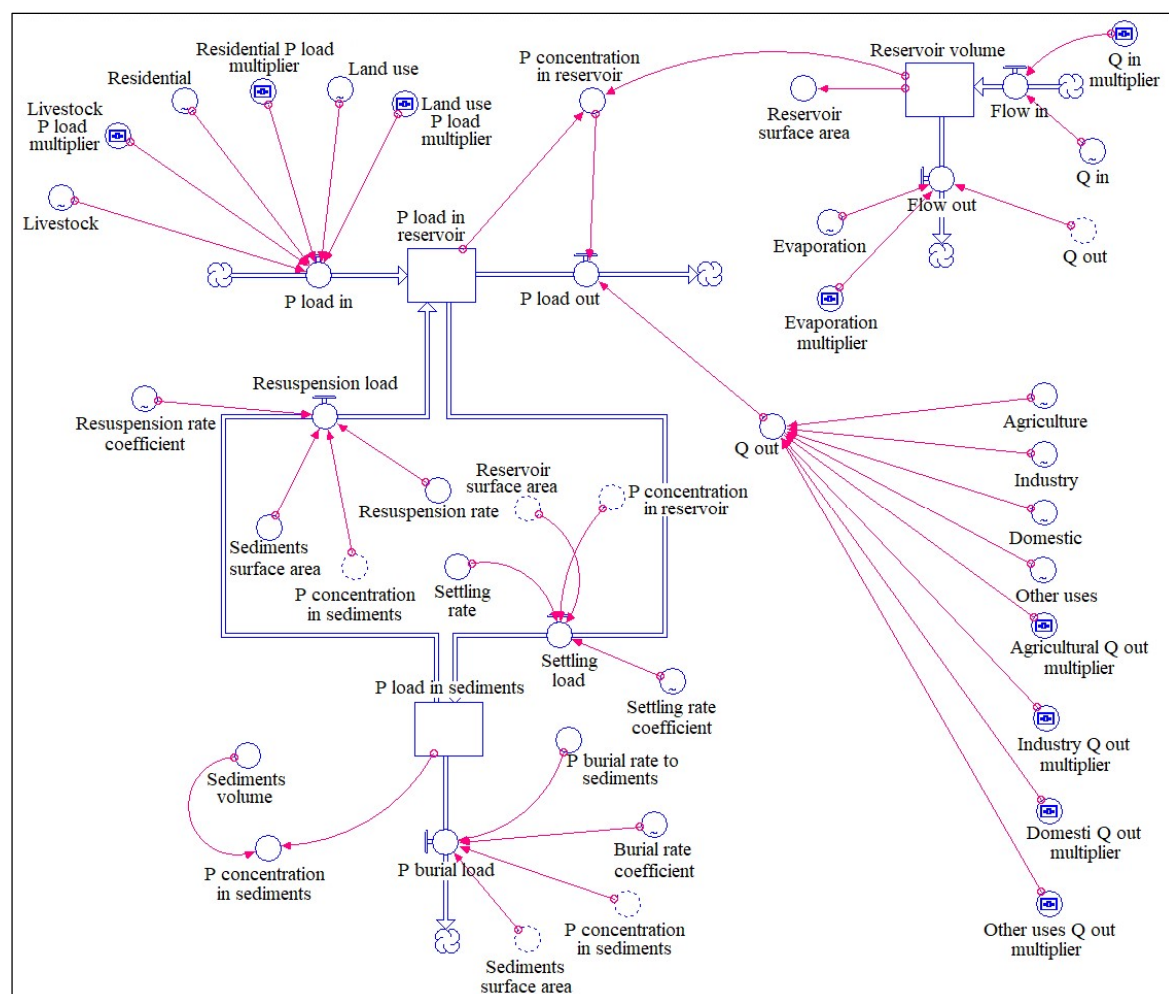 Residential P load
multiplier
Residential
Land use
Livestock
P load
multiplier
Land use
P load
multiplier
Livestock
P load in
P load in
reservoir
P load out
P concentration
in reservoir
Reservoir volume
Reservoir
surface area
Q in
multiplier
Flow in
Q in
Flow out
Evaporation
Q out
Evaporation
multiplier
Resuspension load
Resuspension rate
coefficient
Resuspension rate
Sediments
surface area
P concentration
in sediments
Reservoir
surface area
P concentration
in reservoir
Settling
rate
Settling
load
Settling rate
coefficient
Q out
Agriculture
Industry
Domestic
Other uses
Agricultural Q out
multiplier
Industry Q out
multiplier
Domesti Q out
multiplier
Other uses Q out
multiplier
P load in sediments
Sediments
volume
P concentration
in sediments
P burial rate to
sediments
Burial rate
coefficient
P burial load
P concentration
in sediments
Sediments
surface area